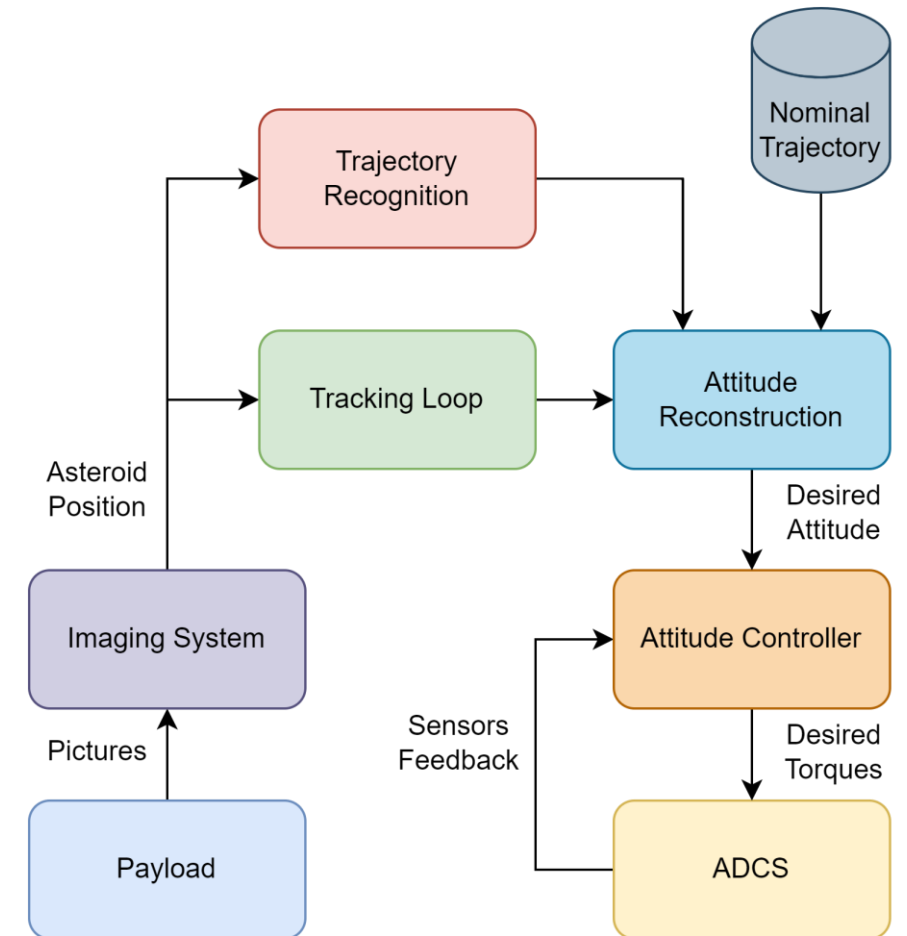 Nominal
Trajectory
Trajectory
Recognition
Tracking Loop
Attitude
Reconstruction
Asteroid
Position
Desired
Attitude
Imaging System
Attitude Controller
Sensors
Feedback
Pictures
Desired
Torques
Payload
ADCS